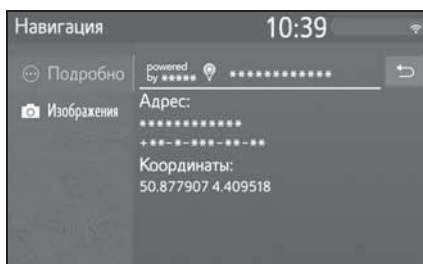 Навигация 10:39
Подробно
powered
by ***** ************
Изображения
Адрес:
************
+**-*-***-**-**
Координаты:
50.877907 4.409518